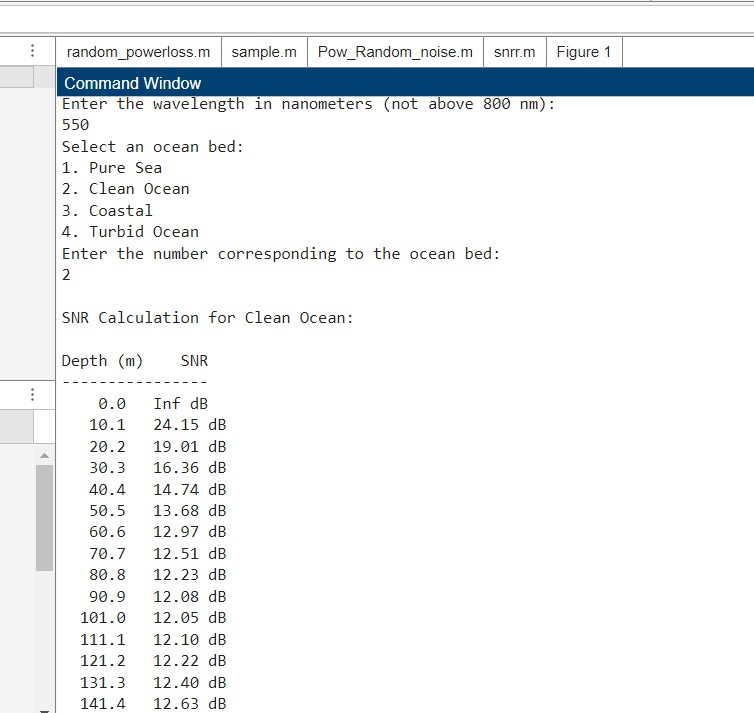 random_powerloss.m sample.m Pow_Random_noise.m snrr.m Figure 1
Command Window
Enter the wavelength in nanometers (not above 800 nm):
550
Select an ocean bed:
1. Pure Sea
2. Clean Ocean
3. Coastal
4. Turbid Ocean
Enter the number corresponding to the ocean bed:
2
SNR Calculation for Clean Ocean:
Depth (m) SNR
----------------
0.0 Inf dB
10.1 24.15 dB
20.2 19.01 dB
30.3 16.36 dB
40.4 14.74 dB
50.5 13.68 dB
60.6 12.97 dB
70.7 12.51 dB
80.8 12.23 dB
90.9 12.08 dB
101.0 12.05 dB
111.1 12.10 dB
121.2 12.22 dB
131.3 12.40 dB
141.4 12.63 dB